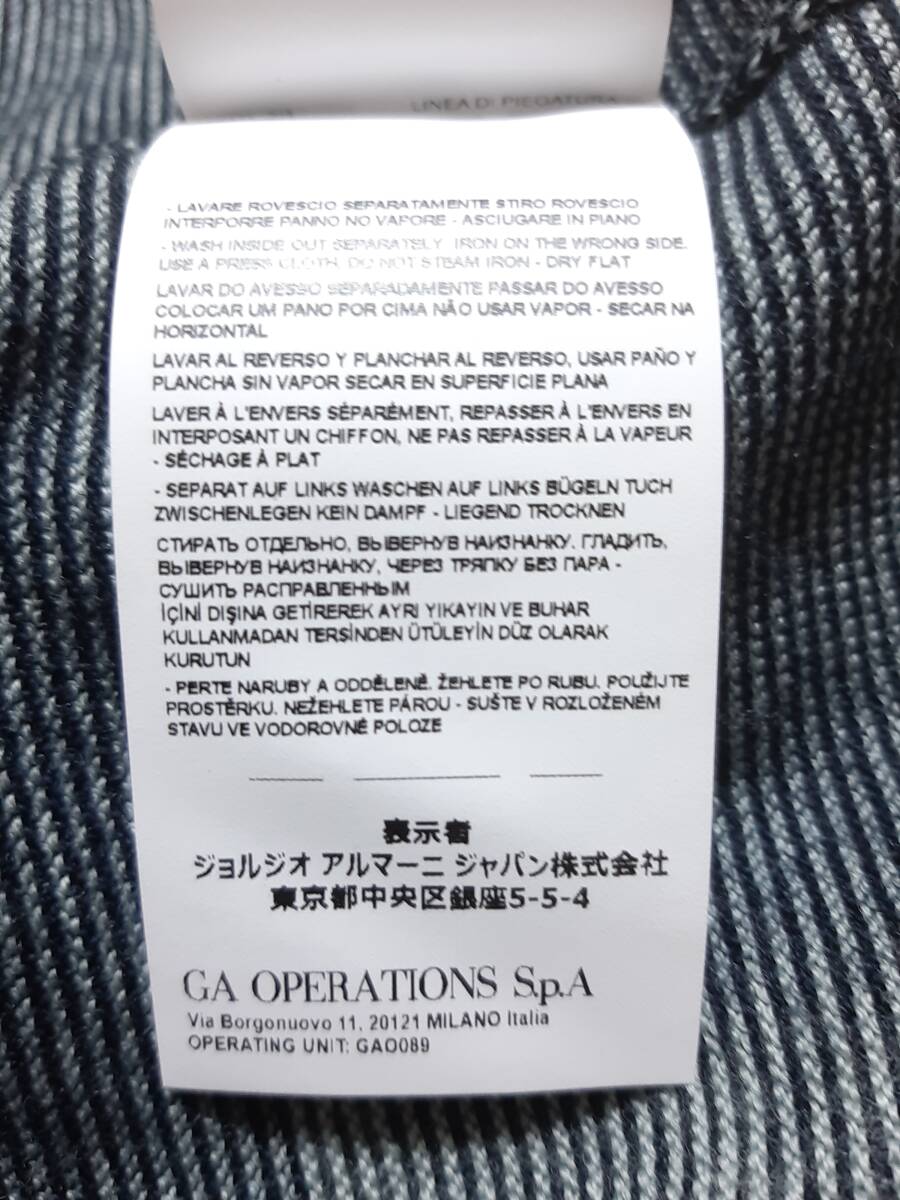 LINEA DI PIEGATURA
- LAVARE ROVESCIO SEPARATAMENTE STIRO ROVESCIO
INTERPORRE PANNO NO VAPORE - ASCIUGARE IN PIANO
- WASH INSIDE OUT SEPARATELY IRON ON THE WRONG SIDE.
USE A PRESS CLOTH. DO NOT STEAM IRON - DRY FLAT
LAVAR DO AVESSO SEPARADAMENTE PASSAR DO AVESSO
COLOCAR UM PANO POR CIMA NÃO USAR VAPOR - SECAR NA
HORIZONTAL
LAVAR AL REVERSO Y PLANCHAR AL REVERSO, USAR PAÑO Y
PLANCHA SIN VAPOR SECAR EN SUPERFICIE PLANA
LAVER À L'ENVERS SÉPARÉMENT, REPASSER À L'ENVERS EN
INTERPOSANT UN CHIFFON, NE PAS REPASSER À LA VAPEUR
- SÉCHAGE À PLAT
- SEPARAT AUF LINKS WASCHEN AUF LINKS BÜGELN TUCH
ZWISCHENLEGEN KEIN DAMPF - LIEGEND TROCKNEN
СТИРАТЬ ОТДЕЛЬНО, ВЫВЕРНУВ НАИЗНАНКУ. ГЛАДИТЬ,
ВЫВЕРНУВ НАИЗНАНКУ, ЧЕРЕЗ ТРЯПКУ БЕЗ ПАРА -
СУШИТЬ РАСПРАВЛЕННЫМ
İÇİNİ DIŞINA GETİREREK AYRI YIKAYIN VE BUHAR
KULLANMADAN TERSİNDEN ÜTÜLEYİN DÜZ OLARAK
KURUTUN
- PERTE NARUBY A ODDĚLENĚ. ŽEHLETE PO RUBU. POUŽIJTE
PROSTĚRKU. NEŽEHLETE PÁROU - SUŠTE V ROZLOŽENÉM
STAVU VE VODOROVNÉ POLOZE
表示者
ジョルジオ アルマーニ ジャパン株式会社
東京都中央区銀座5-5-4
GA OPERATIONS S.p.A
Via Borgonuovo 11, 20121 MILANO Italia
OPERATING UNIT: GAO089